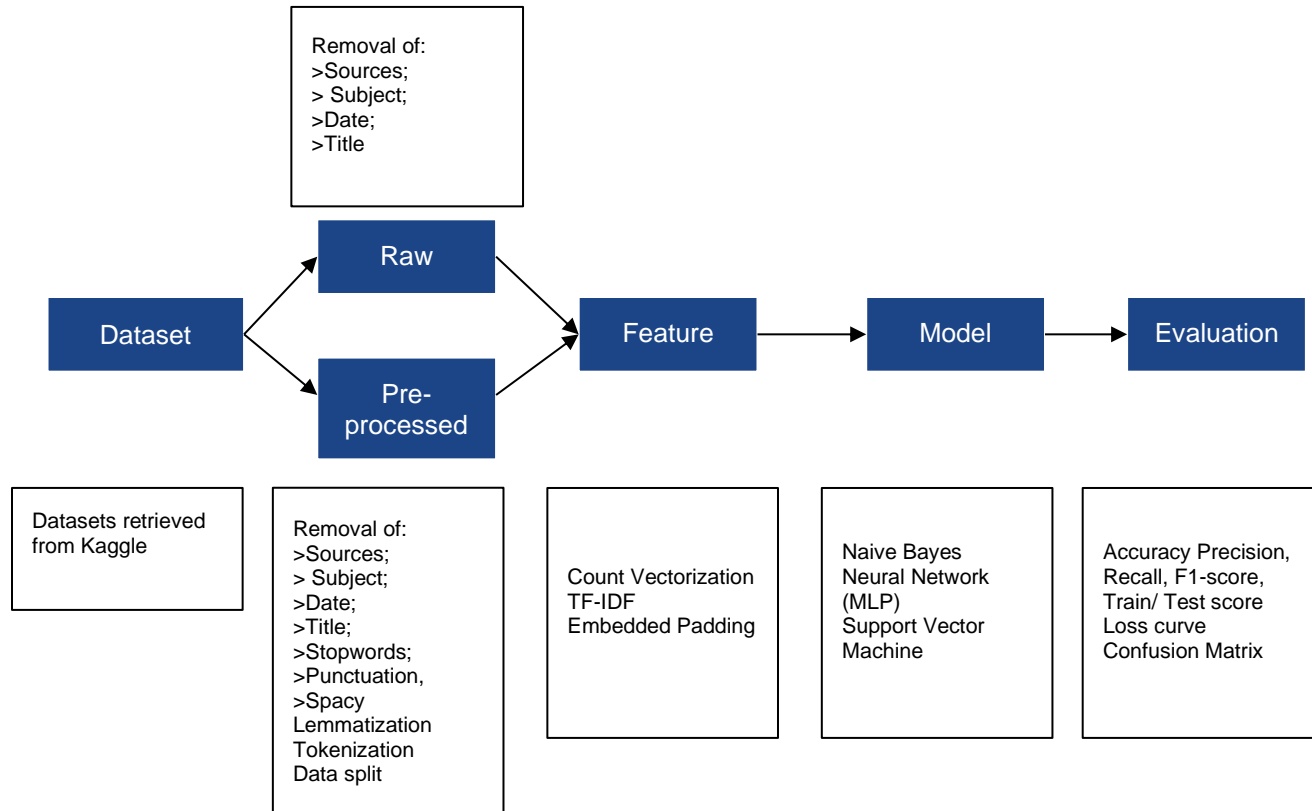 Removal of:
>Sources;
> Subject;
>Date;
>Title
Raw
Dataset
Pre-
processed
Feature
Model
Evaluation
Datasets retrieved
from Kaggle
Removal of:
>Sources;
> Subject;
>Date;
>Title;
>Stopwords;
>Punctuation,
>Spacy
Lemmatization
Tokenization
Data split
Count Vectorization
TF-IDF
Embedded Padding
Naive Bayes
Neural Network
(MLP)
Support Vector
Machine
Accuracy Precision,
Recall, F1-score,
Train/ Test score
Loss curve
Confusion Matrix